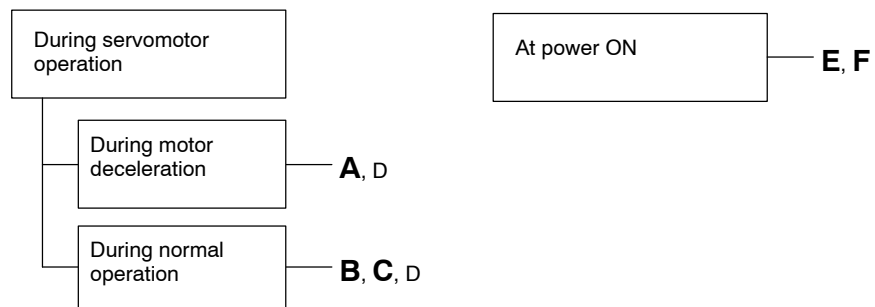 During servomotor
operation
At power ON
E, F
During motor
deceleration
A, D
During normal
operation
B, C, D